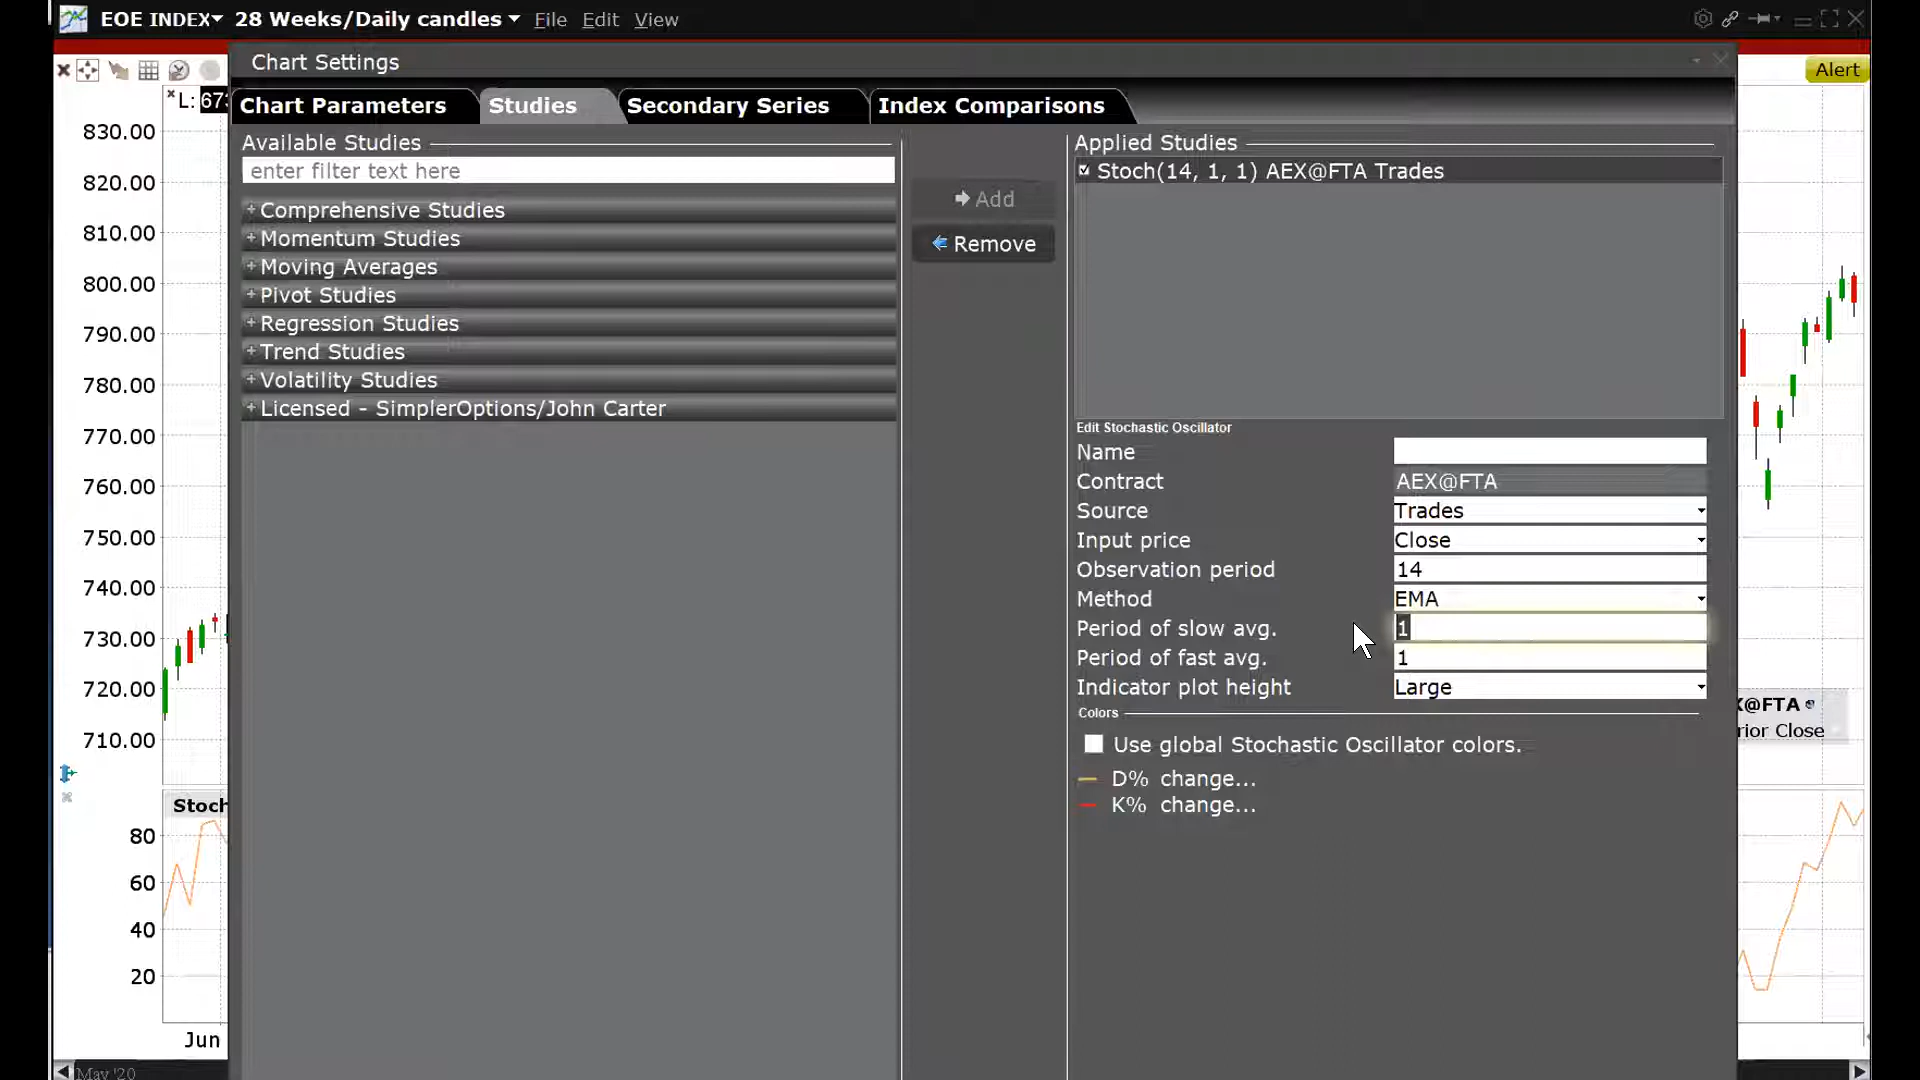 EOE INDEX 28 Weeks/Daily candles File Edit View
Chart Settings
Alert
L: 673
Chart Parameters Studies Secondary Series Index Comparisons
Available Studies
enter filter text here
Comprehensive Studies
Momentum Studies
Moving Averages
Pivot Studies
Regression Studies
Trend Studies
Volatility Studies
Licensed - SimplerOptions/John Carter
Add
Remove
Applied Studies
Stoch(14, 1, 1) AEX@FTA Trades
Edit Stochastic Oscillator
Name
Contract AEX@FTA
Source Trades
Input price Close
Observation period 14
Method EMA
Period of slow avg. 1
Period of fast avg. 1
Indicator plot height Large
Colors
Use global Stochastic Oscillator colors.
D% change...
K% change...
830.00
820.00
810.00
800.00
790.00
780.00
770.00
760.00
750.00
740.00
730.00
720.00
710.00
X@FTA
rior Close
Stoch
80
60
40
20
Jun
May '20